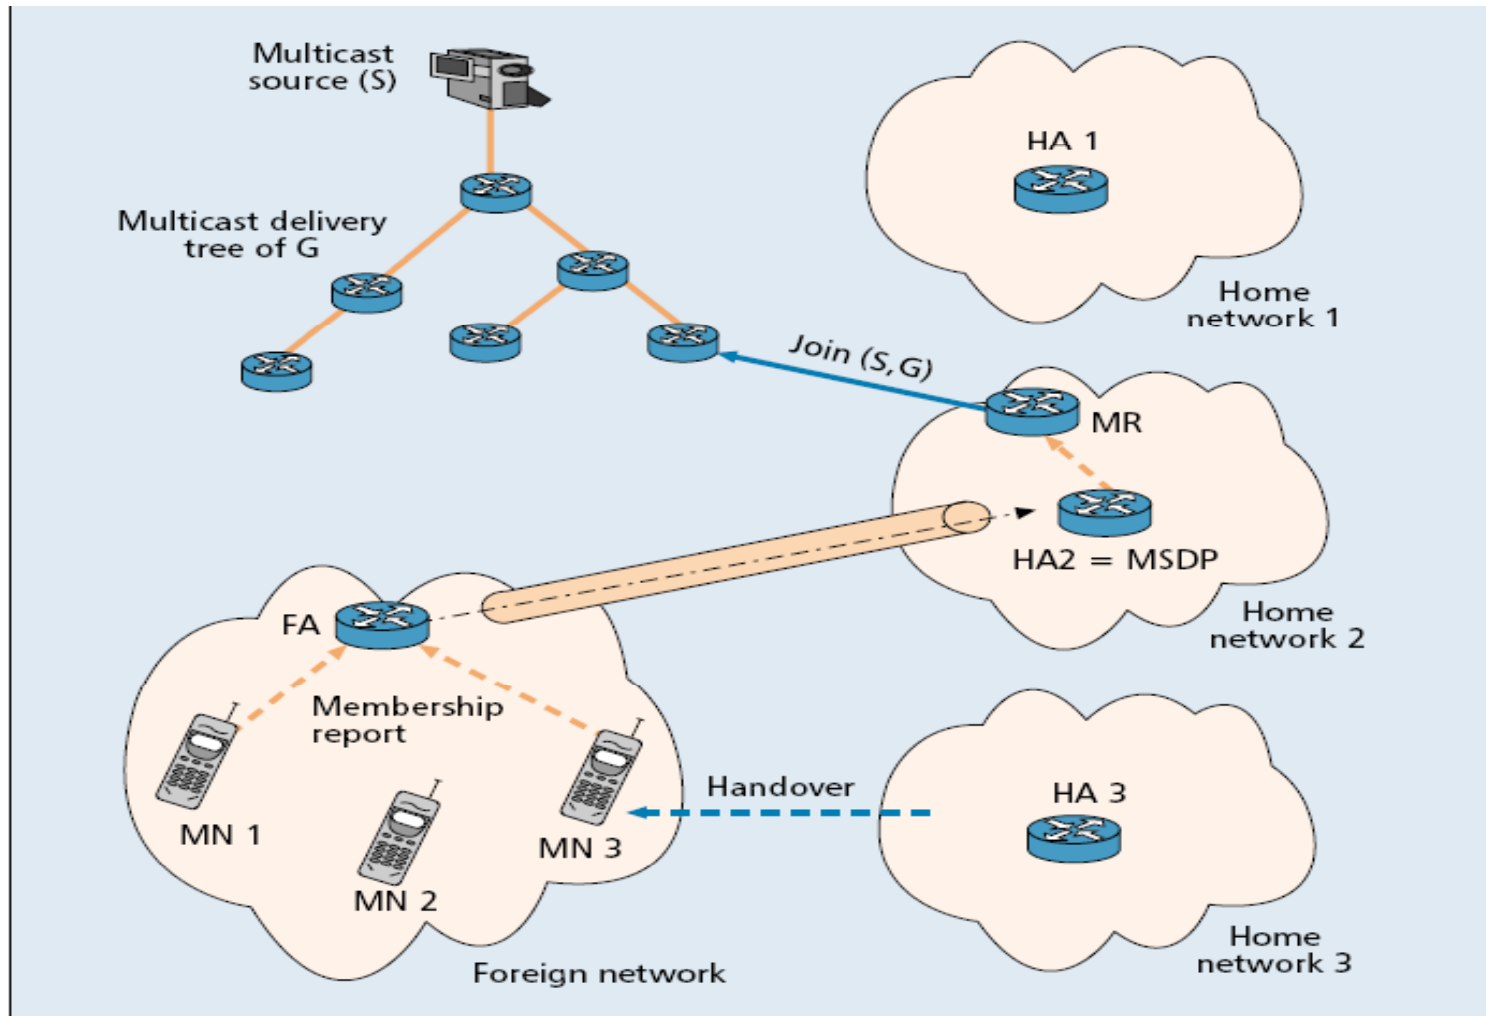 Multicast
source (S)
HA 1
Multicast delivery
tree of G
Home
network 1
Join (S,G)
MR
HA2 = MSDP
FA
Home
network 2
Membership
report
Handover
HA 3
MN 1
MN 3
MN 2
Home
network 3
Foreign network